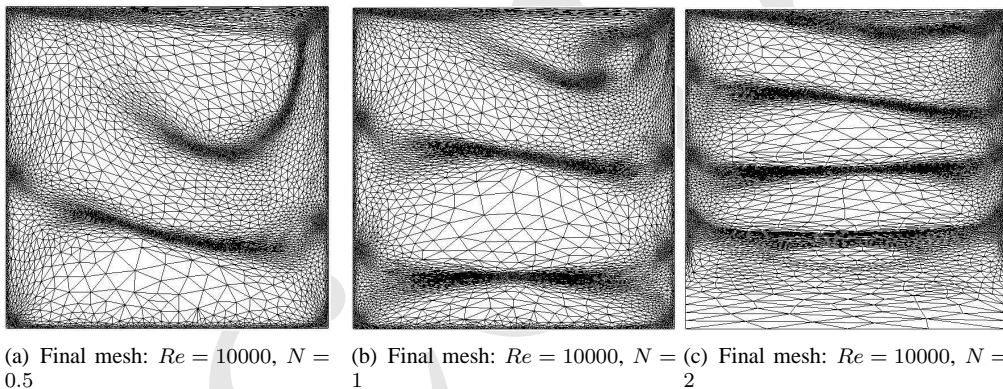 (a) Final mesh: Re = 10000, N =
0.5
(b) Final mesh: Re = 10000, N =
1
(c) Final mesh: Re = 10000, N =
2